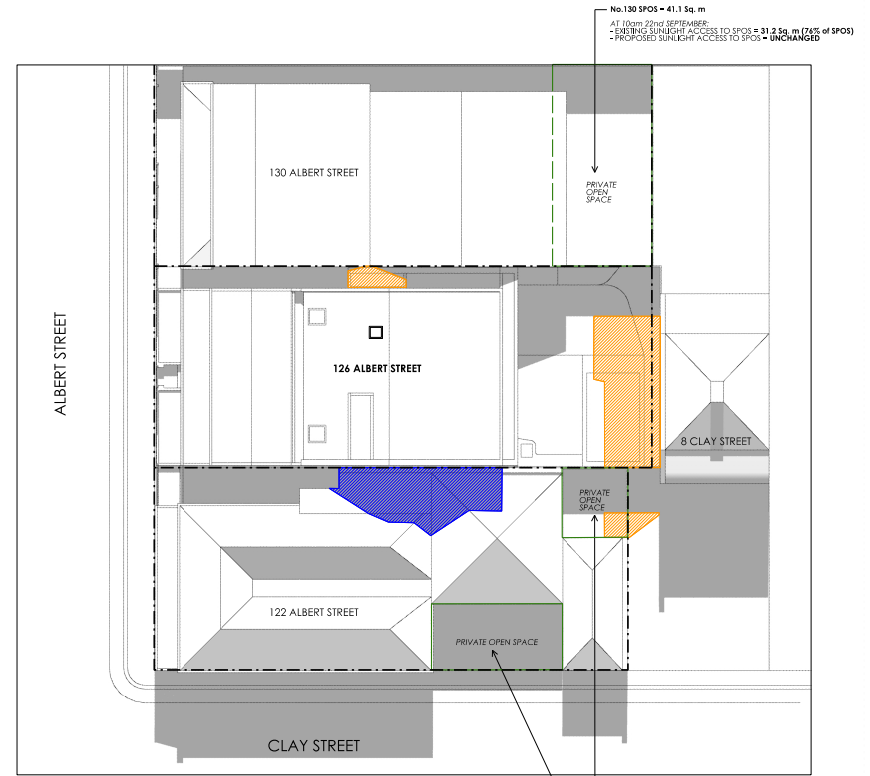 No.130 SPOS = 41.1 Sq. m
AT 10am 22nd SEPTEMBER:
- EXISTING SUNLIGHT ACCESS TO SPOS = 31.2 Sq. m (76% of SPOS)
- PROPOSED SUNLIGHT ACCESS TO SPOS = UNCHANGED
130 ALBERT STREET
PRIVATE
OPEN
SPACE
ALBERT STREET
126 ALBERT STREET
8 CLAY STREET
PRIVATE
OPEN
SPACE
122 ALBERT STREET
PRIVATE OPEN SPACE
CLAY STREET